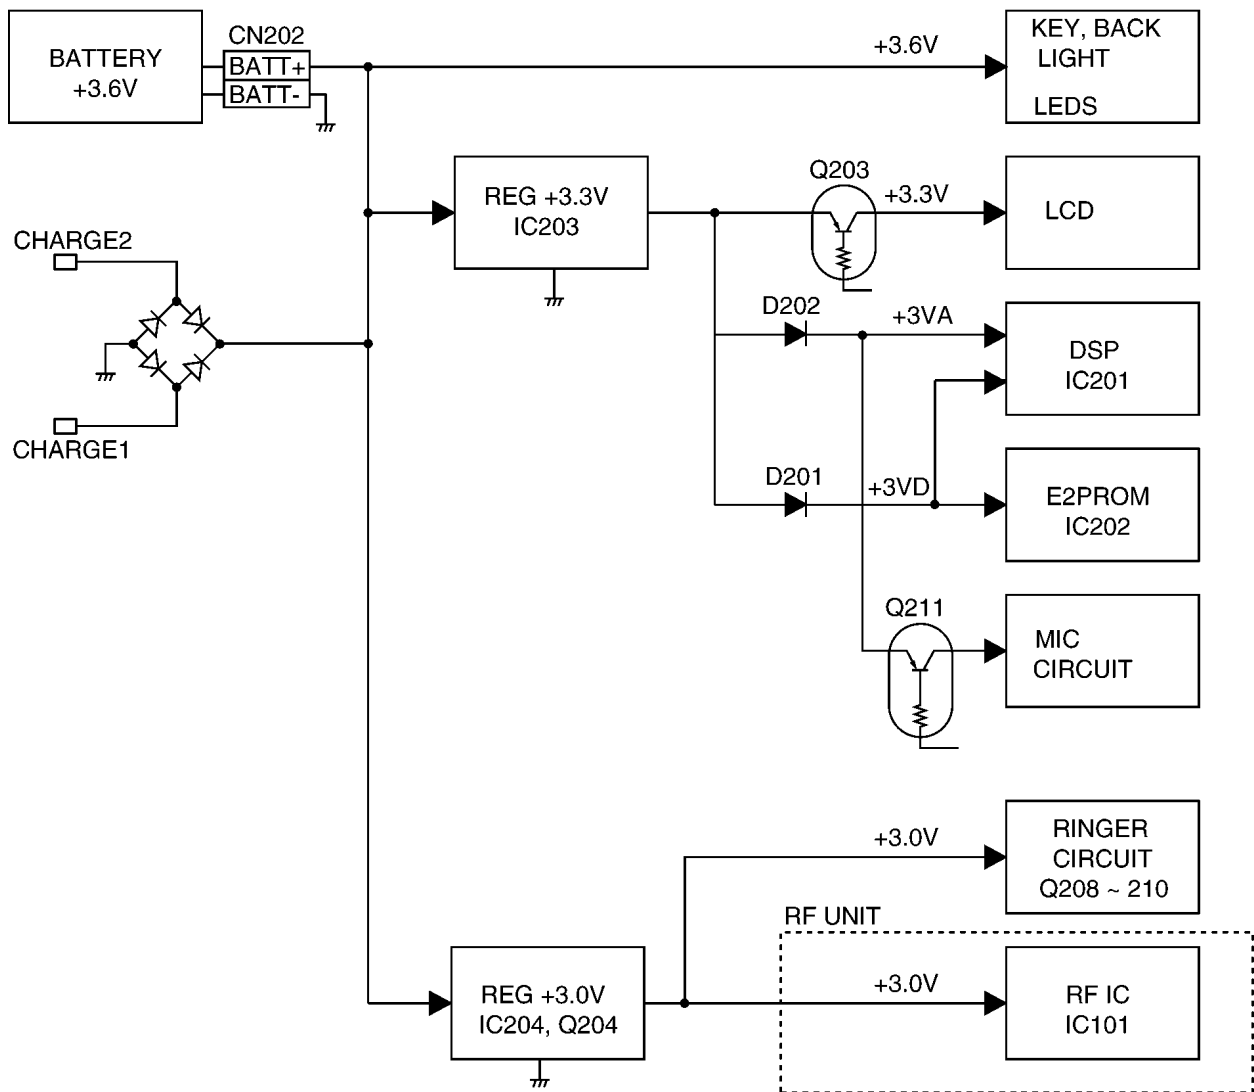 BATTERY
+3.6V
CN202
BATT+
BATT-
+3.6V
KEY, BACK
LIGHT
LEDS
REG +3.3V
IC203
Q203
+3.3V
LCD
CHARGE2
CHARGE1
D202
+3VA
DSP
IC201
D201
+3VD
E2PROM
IC202
Q211
MIC
CIRCUIT
+3.0V
RINGER
CIRCUIT
Q208 ~ 210
RF UNIT
REG +3.0V
IC204, Q204
+3.0V
RF IC
IC101